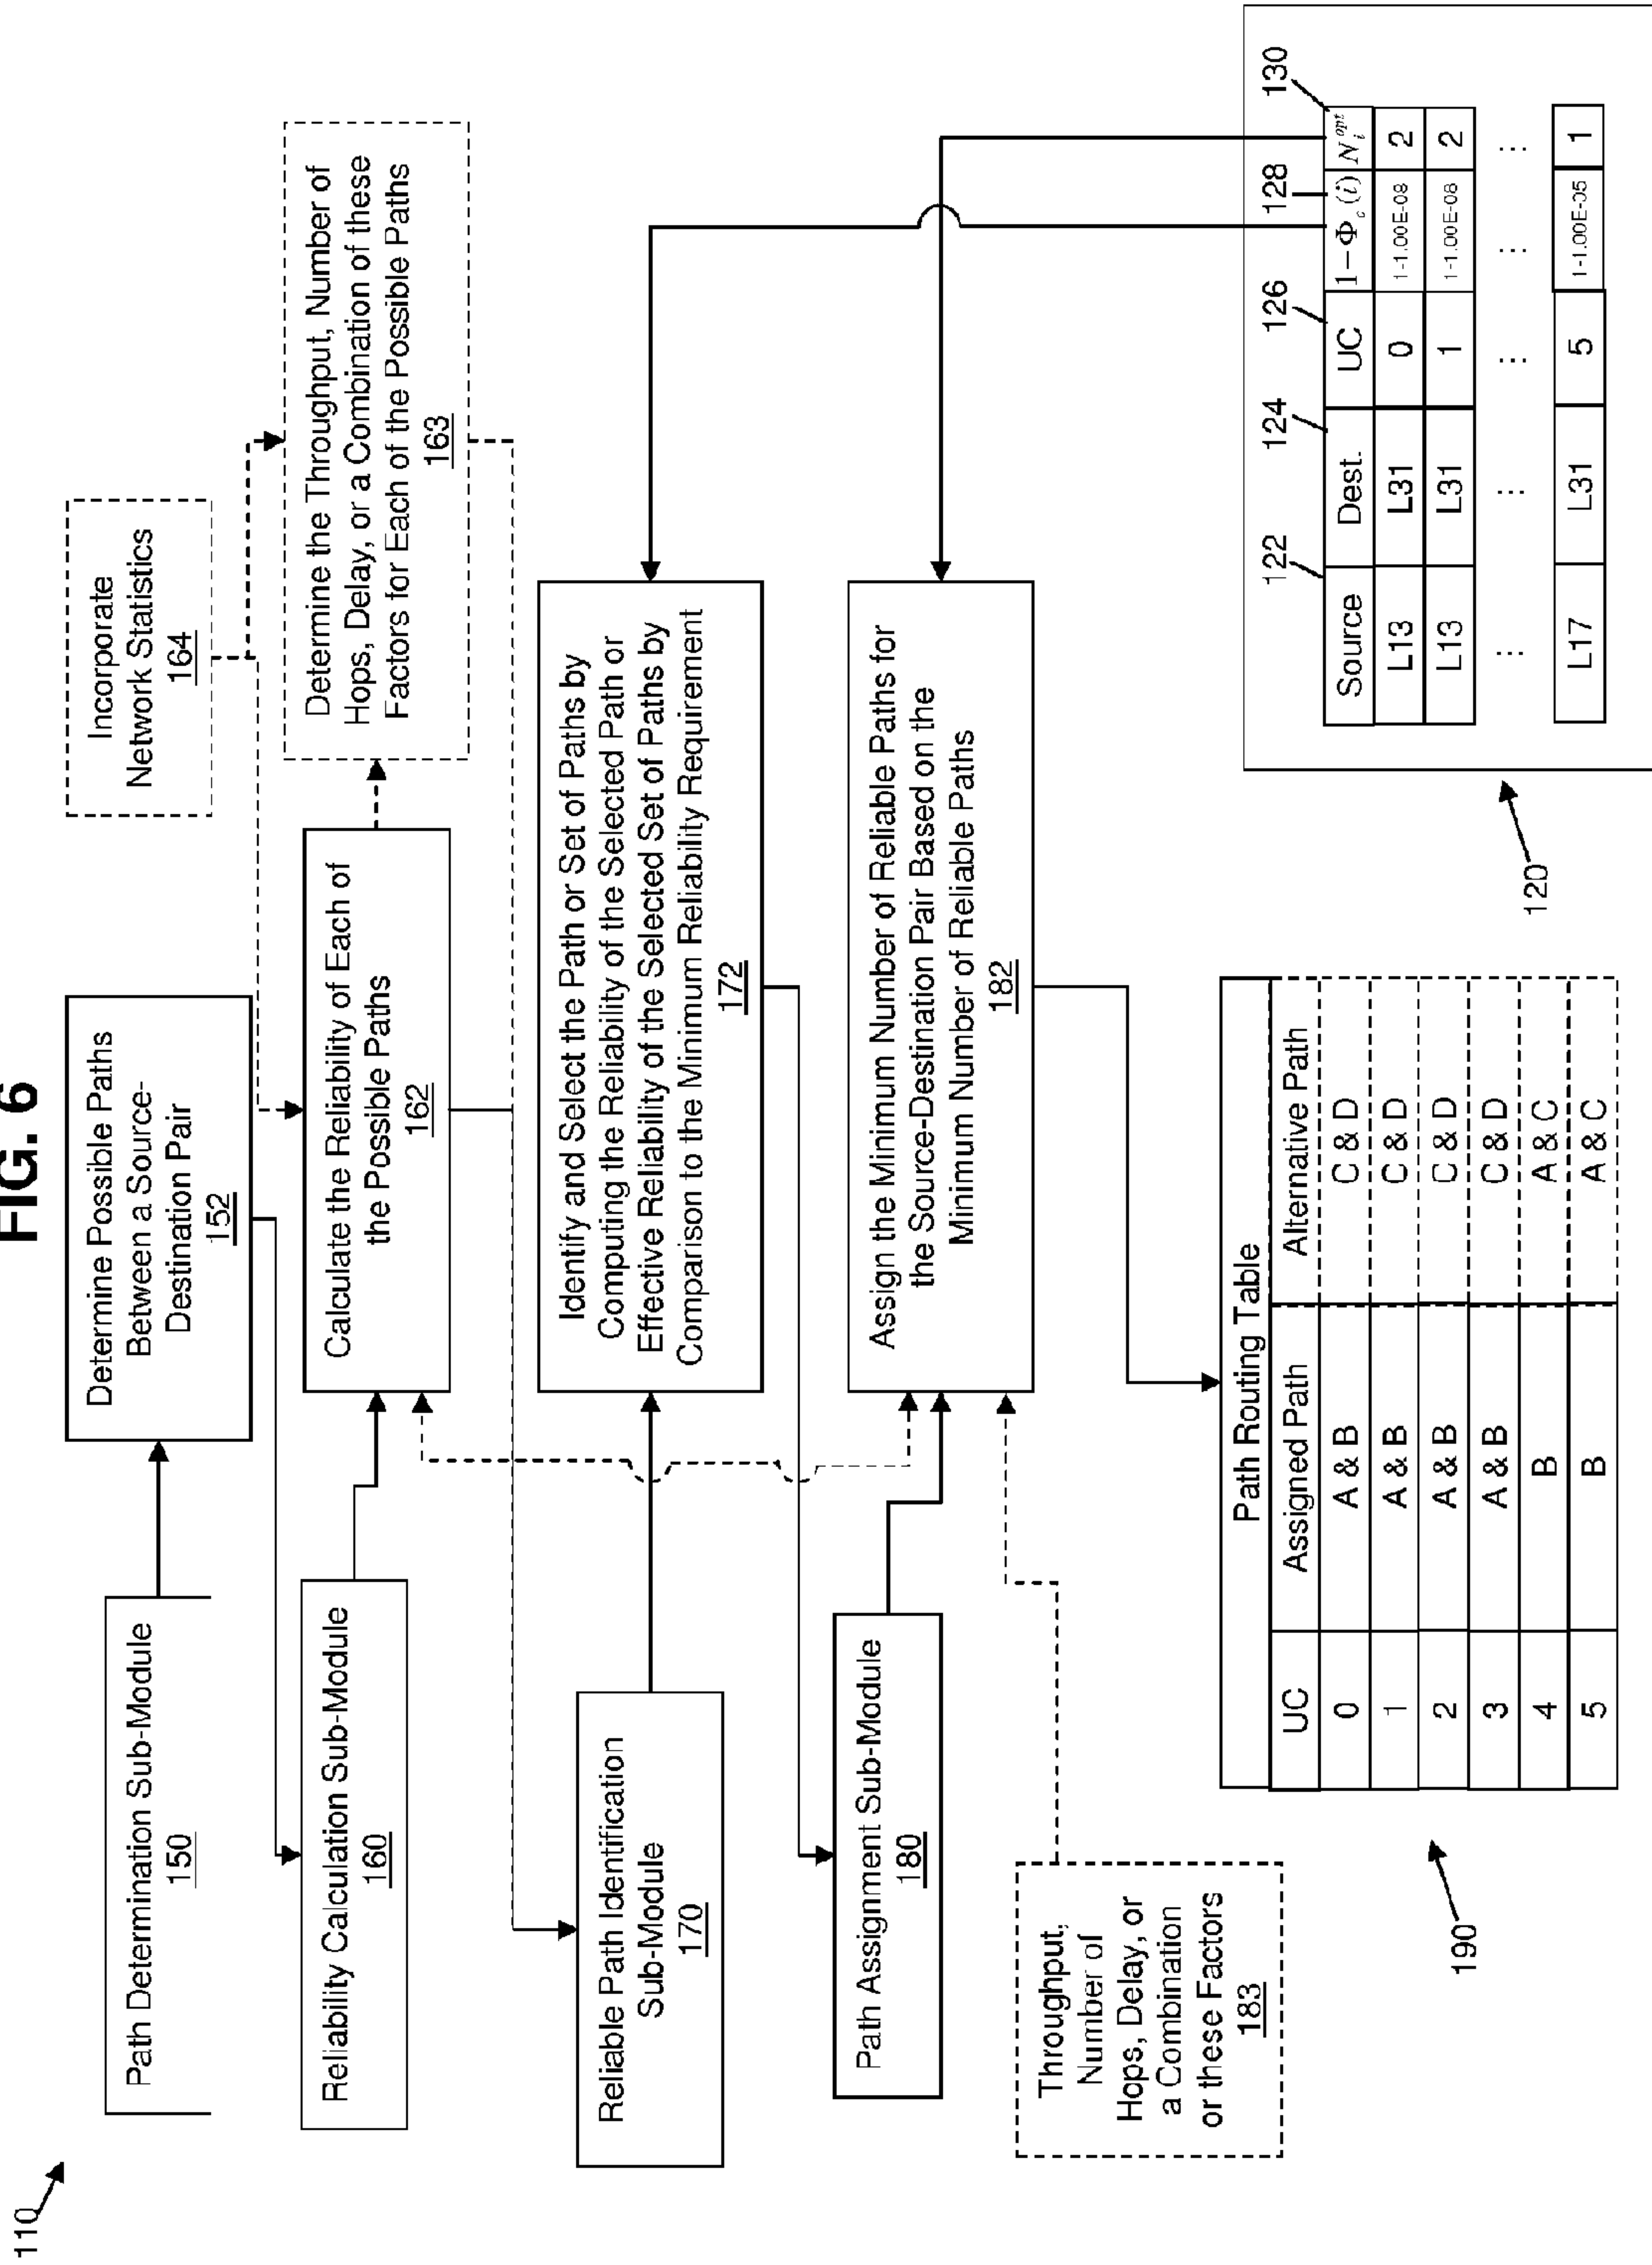 FIG. 6
110
Path Determination Sub-Module
150
Determine Possible Paths
Between a Source-
Destination Pair
152
Incorporate
Network Statistics
164
Reliability Calculation Sub-Module
160
Calculate the Reliability of Each of
the Possible Paths
162
Determine the Throughput, Number of
Hops, Delay, or a Combination of these
Factors for Each of the Possible Paths
163
Reliable Path Identification
Sub-Module
170
Identify and Select the Path or Set of Paths by
Computing the Reliability of the Selected Path or
Effective Reliability of the Selected Set of Paths by
Comparison to the Minimum Reliability Requirement
172
Path Assignment Sub-Module
180
Assign the Minimum Number of Reliable Paths for
the Source-Destination Pair Based on the
Minimum Number of Reliable Paths
182
Throughput,
Number of
Hops, Delay, or
a Combination
or these Factors
183
190
Path Routing Table
UC Assigned Path Alternative Path
0 A & B C & D
1 A & B C & D
2 A & B C & D
3 A & B C & D
4 B A & C
5 B A & C
120
122 124 126 128 130
Source Dest. UC 1−Φc(i) Ni^opt
L13 L31 0 1-1.00E-08 2
L13 L31 1 1-1.00E-08 2
⋮ ⋮ ⋮ ⋮ ⋮
L17 L31 5 1-1.00E-05 1